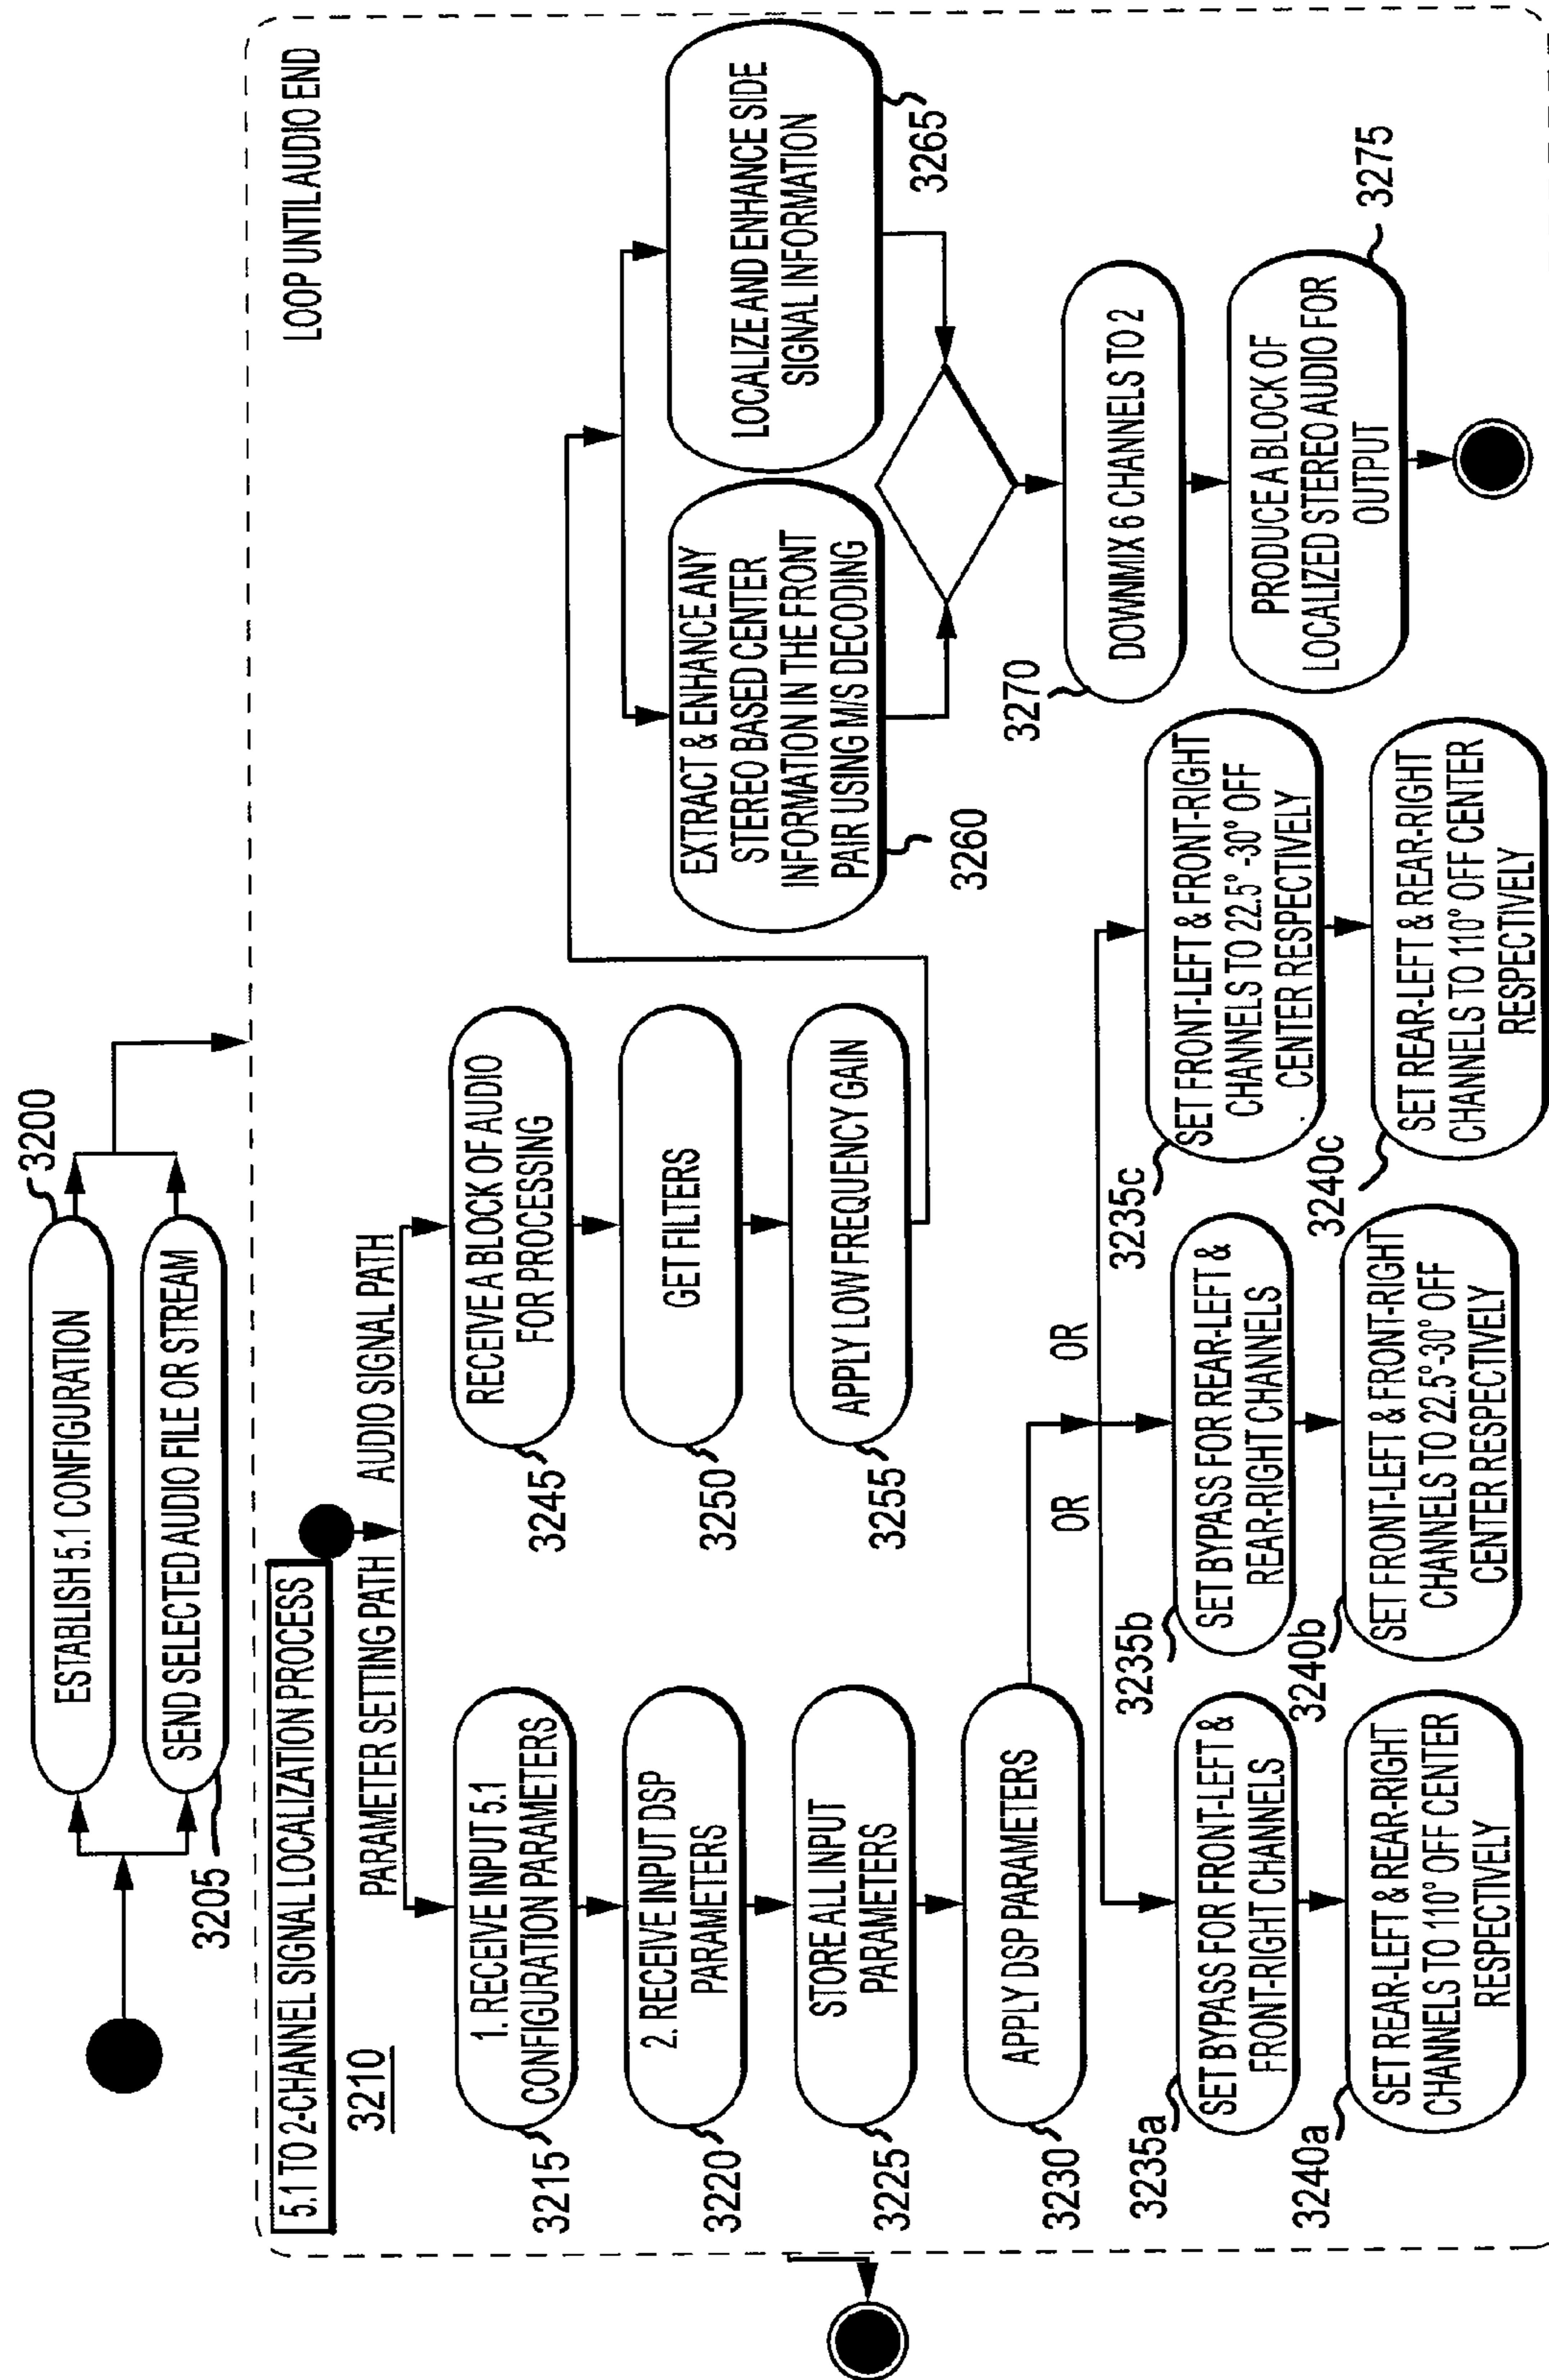 ESTABLISH 5.1 CONFIGURATION
3200
SEND SELECTED AUDIO FILE OR STREAM
3205
LOOP UNTIL AUDIO END
5.1 TO 2-CHANNEL SIGNAL LOCALIZATION PROCESS
3210
PARAMETER SETTING PATH
AUDIO SIGNAL PATH
1. RECEIVE INPUT 5.1
CONFIGURATION PARAMETERS
3215
2. RECEIVE INPUT DSP
PARAMETERS
3220
STORE ALL INPUT
PARAMETERS
3225
APPLY DSP PARAMETERS
3230
OR
OR
SET BYPASS FOR FRONT-LEFT &
FRONT-RIGHT CHANNELS
3235a
SET REAR-LEFT & REAR-RIGHT
CHANNELS TO 110° OFF CENTER
RESPECTIVELY
3240a
SET BYPASS FOR REAR-LEFT &
REAR-RIGHT CHANNELS
3235b
SET FRONT-LEFT & FRONT-RIGHT
CHANNELS TO 22.5°-30° OFF
CENTER RESPECTIVELY
3240b
SET FRONT-LEFT & FRONT-RIGHT
CHANNELS TO 22.5° -30° OFF
CENTER RESPECTIVELY
3235c
SET REAR-LEFT & REAR-RIGHT
CHANNELS TO 110° OFF CENTER
RESPECTIVELY
3240c
RECEIVE A BLOCK OF AUDIO
FOR PROCESSING
3245
GET FILTERS
3250
APPLY LOW FREQUENCY GAIN
3255
EXTRACT & ENHANCE ANY
STEREO BASED CENTER
INFORMATION IN THE FRONT
PAIR USING M/S DECODING
3260
LOCALIZE AND ENHANCE SIDE
SIGNAL INFORMATION
3265
DOWNMIX 6 CHANNELS TO 2
3270
PRODUCE A BLOCK OF
LOCALIZED STEREO AUDIO FOR
OUTPUT
3275